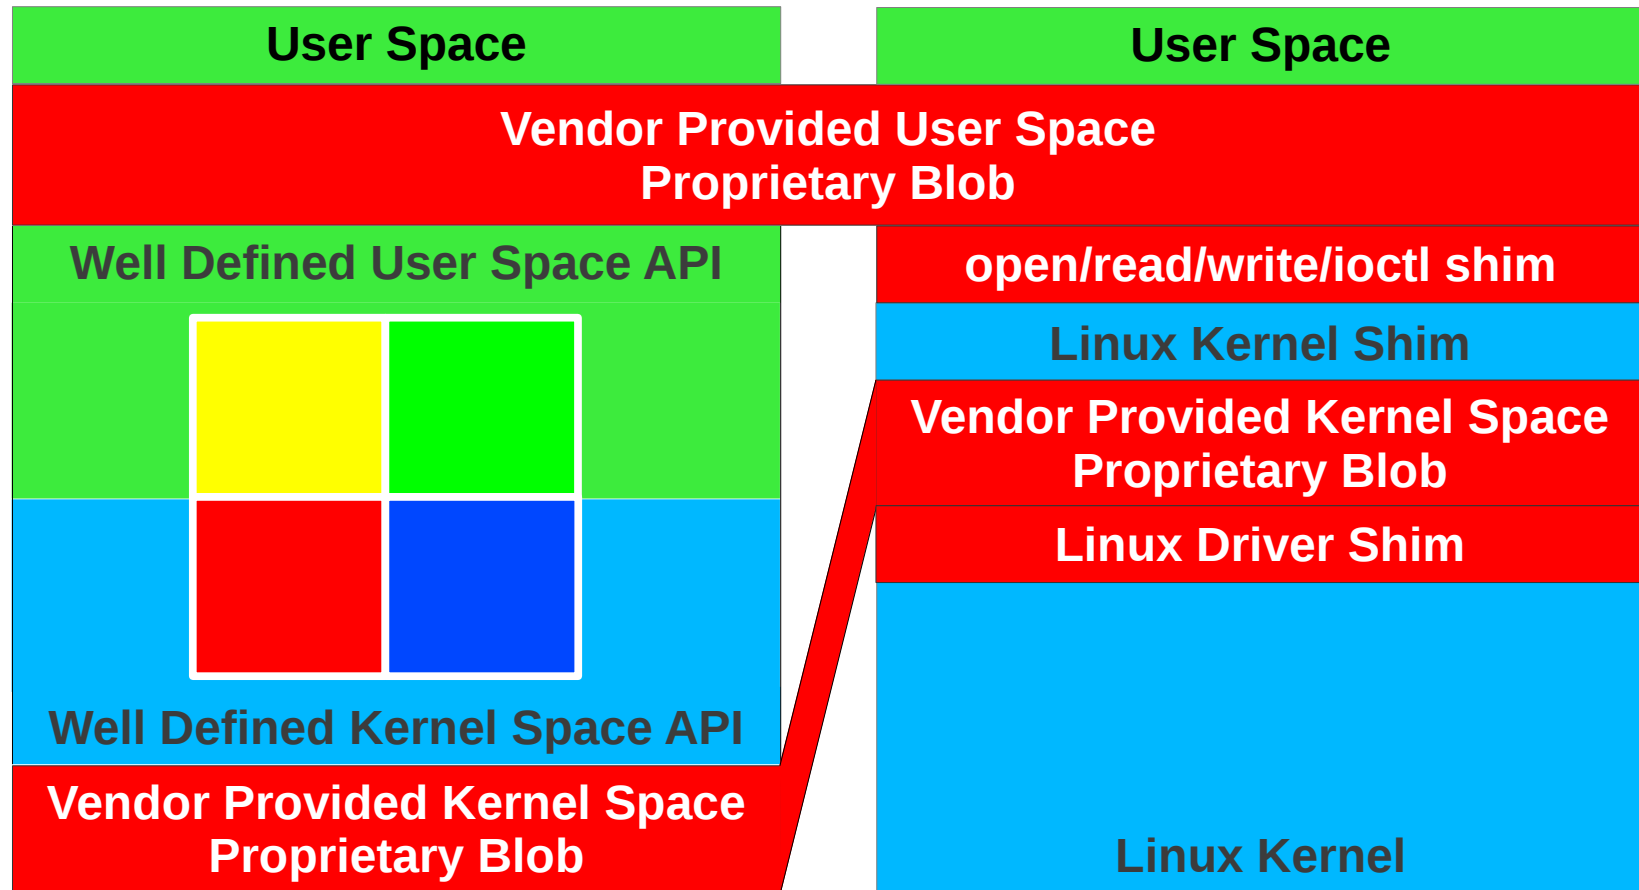 User Space
User Space
Vendor Provided User Space
Proprietary Blob
Well Defined User Space API
Well Defined Kernel Space API
Vendor Provided Kernel Space
Proprietary Blob
open/read/write/ioctl shim
Linux Kernel Shim
Vendor Provided Kernel Space
Proprietary Blob
Linux Driver Shim
Linux Kernel